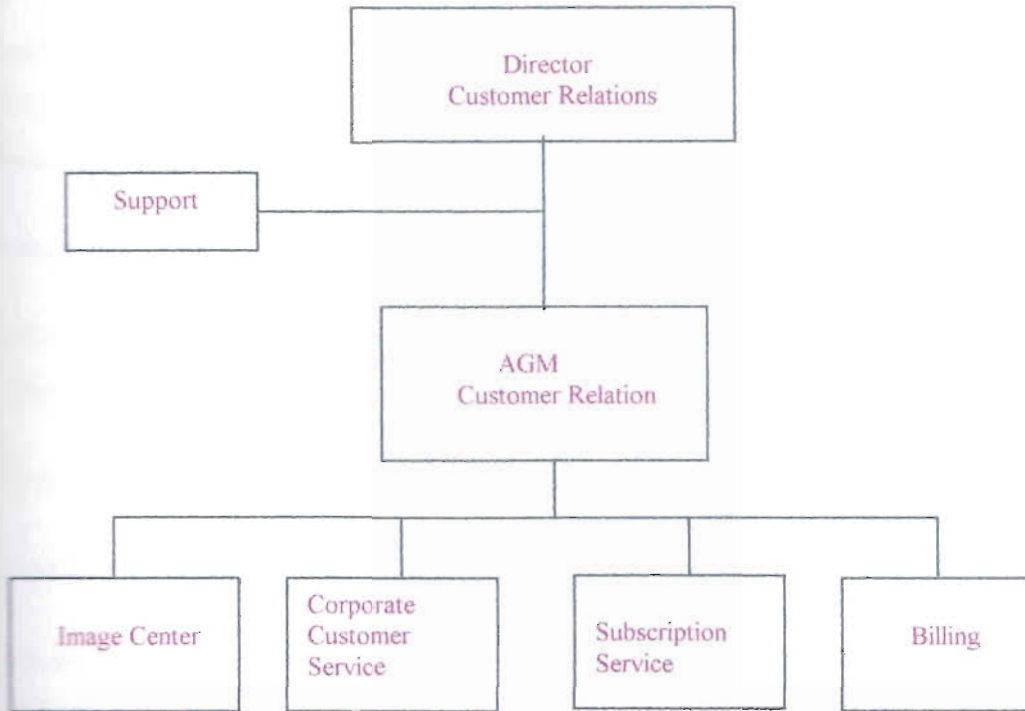 Director
Customer Relations
Support
AGM
Customer Relation
Image Center
Corporate
Customer
Service
Subscription
Service
Billing